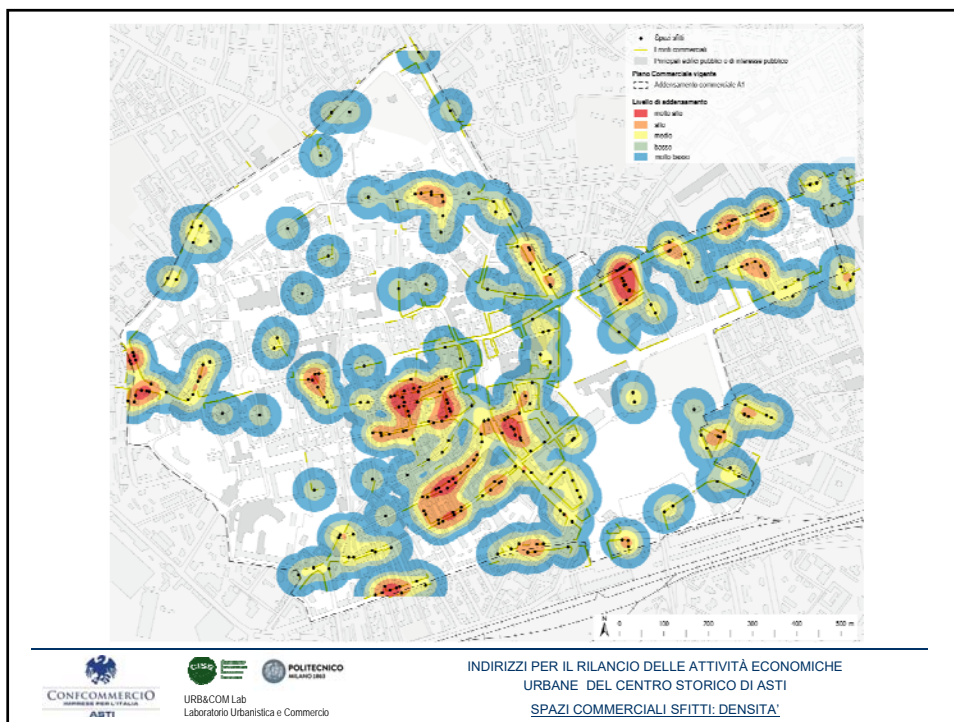 Spazi sfitti
Fronti commerciali
Principali edifici pubblici o di interesse pubblico
Piano Commerciale vigente
Addensamento commerciale A1
Livello di addensamento
molto alto
alto
medio
basso
molto basso
N
0 100 200 300 400 500 m
CONFCOMMERCIO
IMPRESE PER L'ITALIA
ASTI
POLITECNICO
MILANO 1863
URB&COM Lab
Laboratorio Urbanistica e Commercio
INDIRIZZI PER IL RILANCIO DELLE ATTIVITÀ ECONOMICHE
URBANE DEL CENTRO STORICO DI ASTI
SPAZI COMMERCIALI SFITTI: DENSITA'